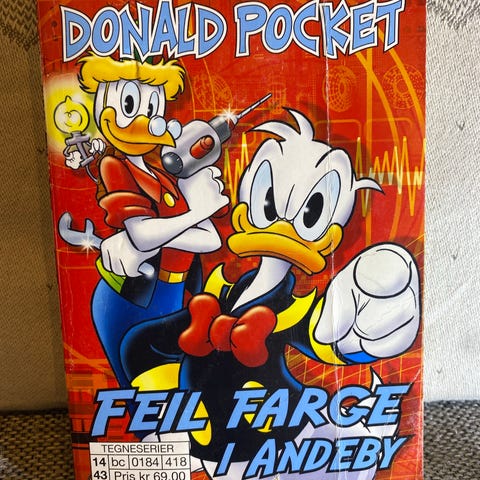 DONALD POCKET
FEIL FARGE
I ANDEBY
TEGNESERIER
14 bc 0184 418
43 Pris kr 69.00